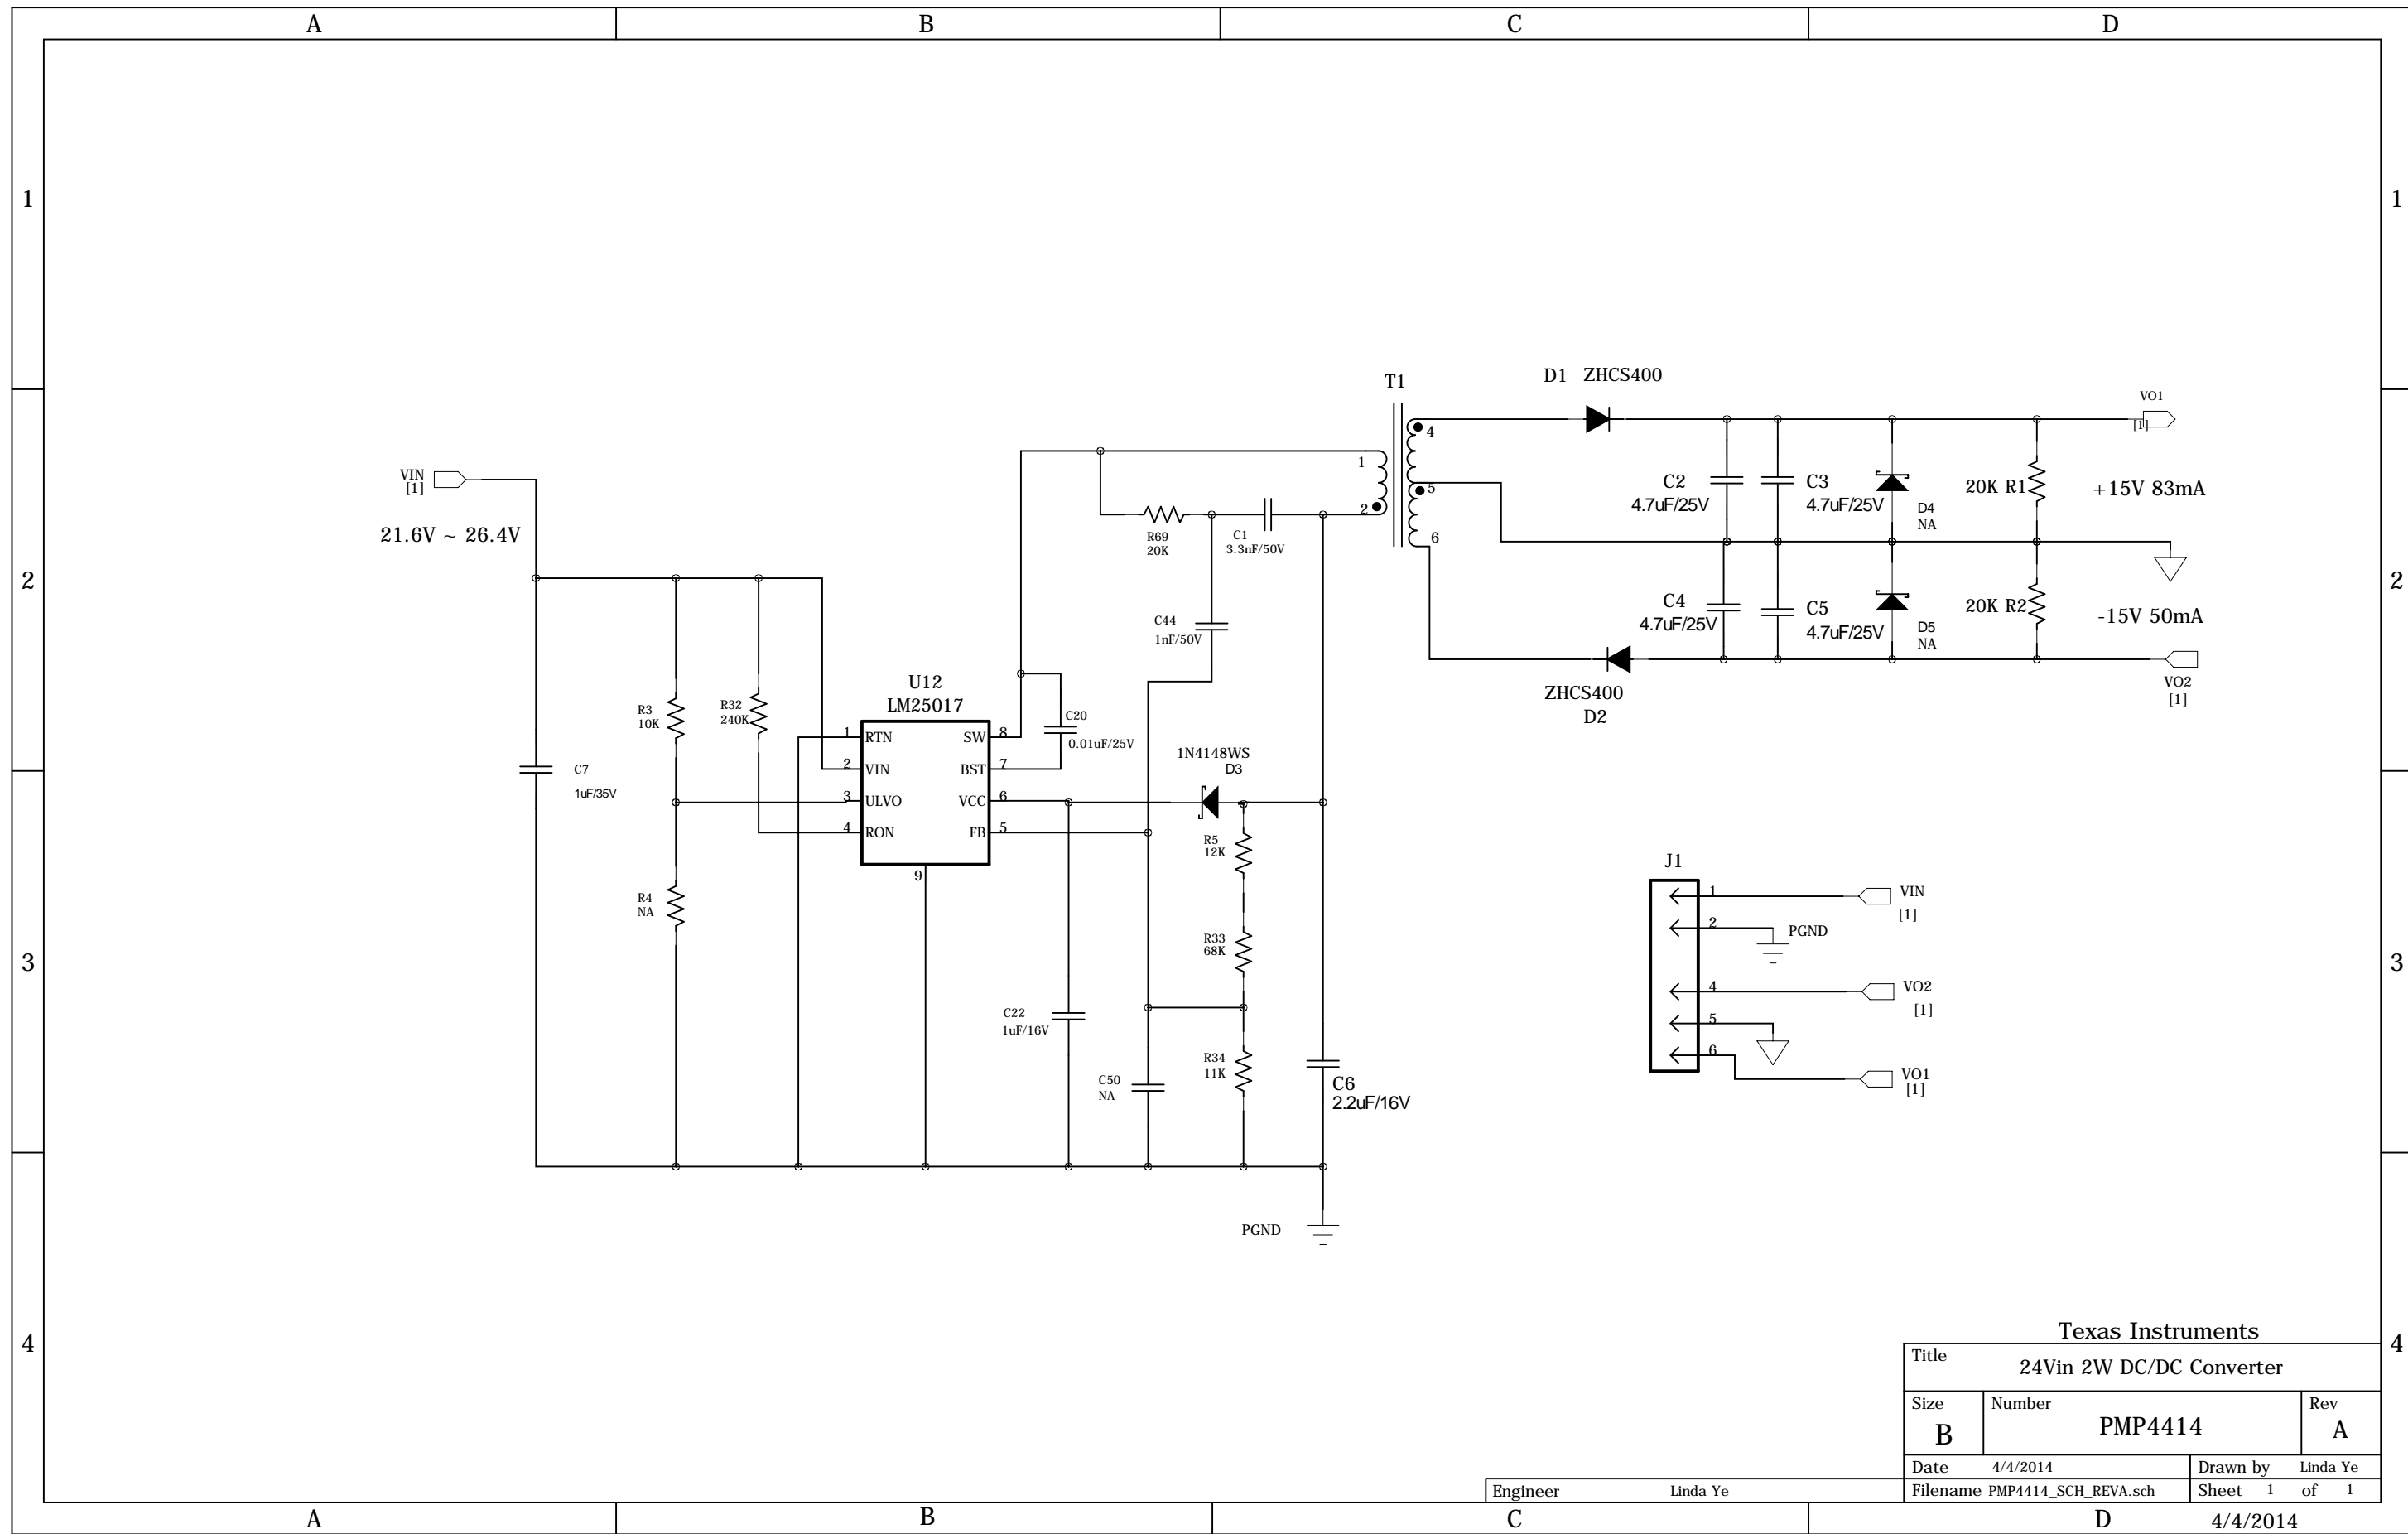 A B C D
1 1
T1
D1 ZHCS400
VO1
[1]
4
1
VIN
[1]
5
2
C2
4.7uF/25V
C3
4.7uF/25V
20K R1
+15V 83mA
D4
NA
21.6V ~ 26.4V
R69
20K
C1
3.3nF/50V
6
2 2
C44
1nF/50V
C4
4.7uF/25V
C5
4.7uF/25V
20K R2
-15V 50mA
D5
NA
U12
LM25017
ZHCS400
D2
VO2
[1]
R3
10K
R32
240K
C20
0.01uF/25V
1 RTN SW 8
2 VIN BST 7
3 ULVO VCC 6
4 RON FB 5
9
1N4148WS
D3
C7
1uF/35V
R5
12K
J1
1 VIN
[1]
2 PGND
4 VO2
[1]
5
6 VO1
[1]
R4
NA
R33
68K
3 3
C22
1uF/16V
C50
NA
R34
11K
C6
2.2uF/16V
PGND
4 4
Texas Instruments
Title
24Vin 2W DC/DC Converter
Size Number Rev
B PMP4414 A
Date 4/4/2014 Drawn by Linda Ye
Engineer Linda Ye Filename PMP4414_SCH_REVA.sch Sheet 1 of 1
A B C D 4/4/2014